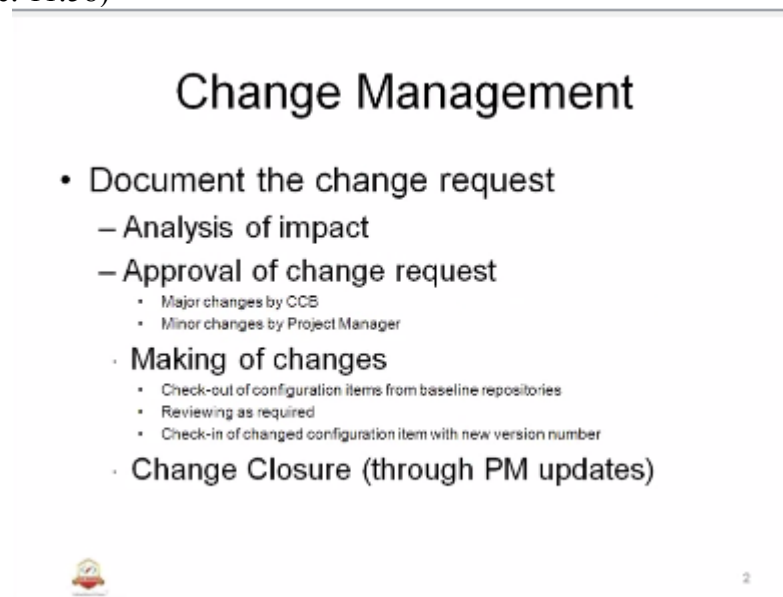 Change Management
• Document the change request
– Analysis of impact
– Approval of change request
• Major changes by CCB
• Minor changes by Project Manager
· Making of changes
• Check-out of configuration items from baseline repositories
• Reviewing as required
• Check-in of changed configuration item with new version number
· Change Closure (through PM updates)
2